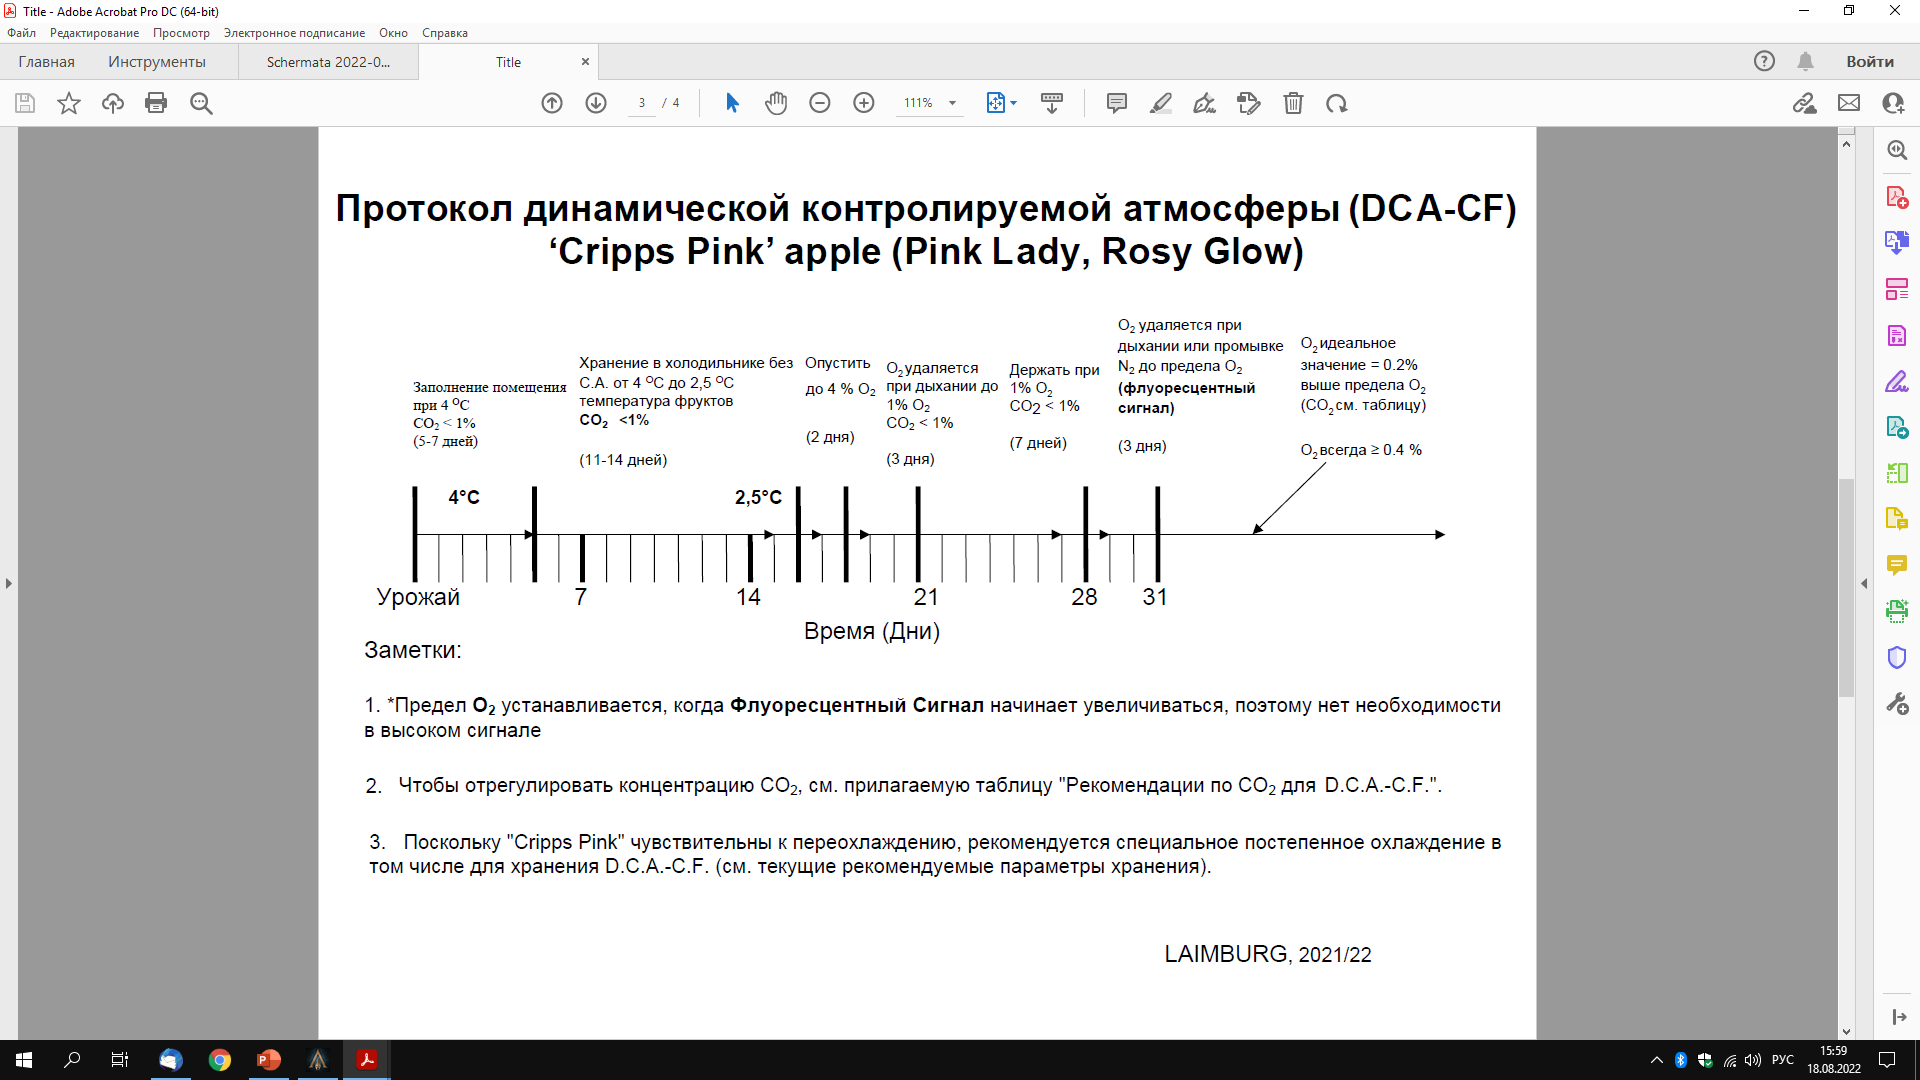 Title - Adobe Acrobat Pro DC (64-bit)
Файл Редактирование Просмотр Электронное подписание Окно Справка
Главная Инструменты Schermata 2022-0... Title × Войти
3 / 4 111%
Протокол динамической контролируемой атмосферы (DCA-CF)
‘Cripps Pink’ apple (Pink Lady, Rosy Glow)
Заполнение помещения
при 4 ᴼC
CO₂ < 1%
(5-7 дней)
Хранение в холодильнике без
С.А. от 4 ᴼC до 2,5 ᴼC
температура фруктов
CO₂ <1%
(11-14 дней)
Опустить
до 4 % O₂
(2 дня)
O₂ удаляется
при дыхании до
1% O₂
CO₂ < 1%
(3 дня)
Держать при
1% O₂
CO2 < 1%
(7 дней)
O₂ удаляется при
дыхании или промывке
N₂ до предела O₂
(флуоресцентный
сигнал)
(3 дня)
O₂ идеальное
значение = 0.2%
выше предела O₂
(CO₂ см. таблицу)
O₂ всегда ≥ 0.4 %
4°C 2,5°C
Урожай 7 14 21 28 31
Время (Дни)
Заметки:
1. *Предел O₂ устанавливается, когда Флуоресцентный Сигнал начинает увеличиваться, поэтому нет необходимости
в высоком сигнале
2. Чтобы отрегулировать концентрацию CO₂, см. прилагаемую таблицу "Рекомендации по CO₂ для D.C.A.-C.F.".
3. Поскольку "Cripps Pink" чувствительны к переохлаждению, рекомендуется специальное постепенное охлаждение в
том числе для хранения D.C.A.-C.F. (см. текущие рекомендуемые параметры хранения).
LAIMBURG, 2021/22
РУС
15:59
18.08.2022